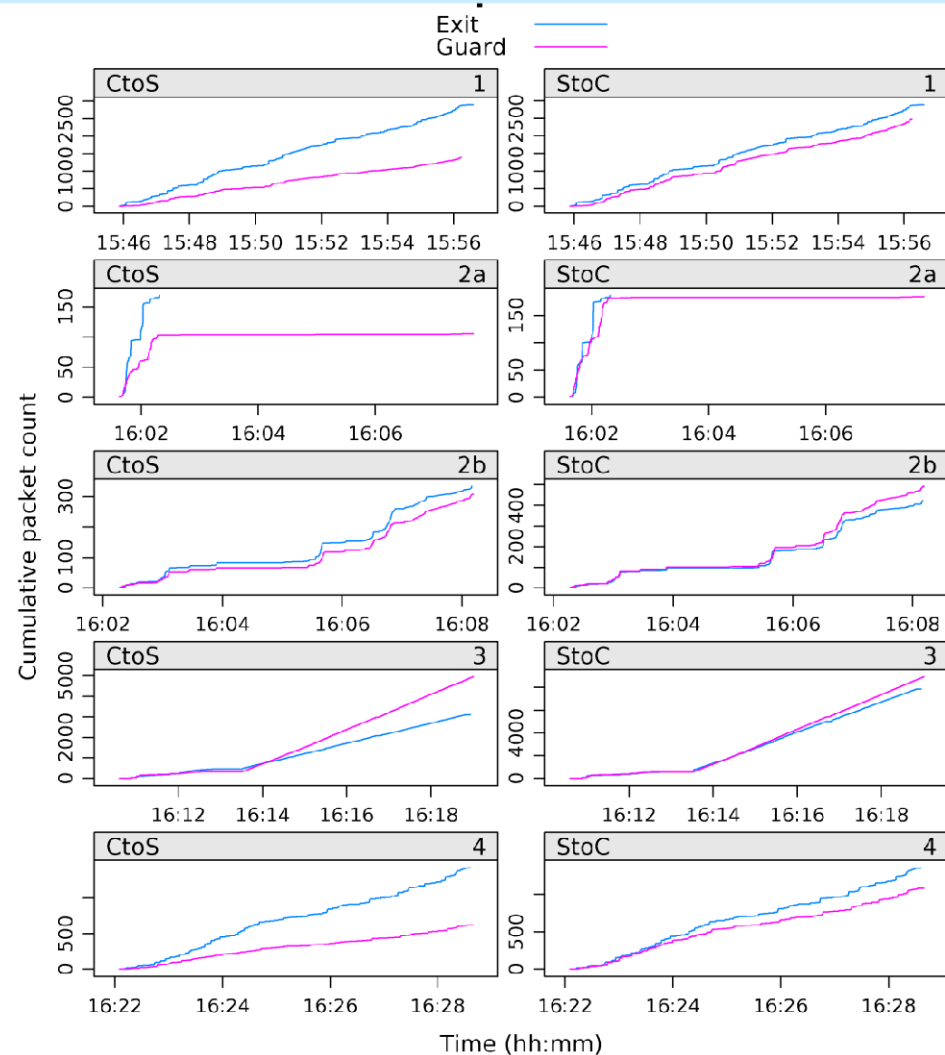 Exit
Guard
CtoS 1
StoC 1
0 1000 2500
0 1000 2500
15:46 15:48 15:50 15:52 15:54 15:56
15:46 15:48 15:50 15:52 15:54 15:56
CtoS 2a
StoC 2a
0 50 150
0 50 150
16:02 16:04 16:06
16:02 16:04 16:06
CtoS 2b
StoC 2b
0 100 300
0 200 400
16:02 16:04 16:06 16:08
16:02 16:04 16:06 16:08
CtoS 3
StoC 3
0 2000 5000
0 4000
16:12 16:14 16:16 16:18
16:12 16:14 16:16 16:18
CtoS 4
StoC 4
0 500
0 500
16:22 16:24 16:26 16:28
16:22 16:24 16:26 16:28
Cumulative packet count
Time (hh:mm)